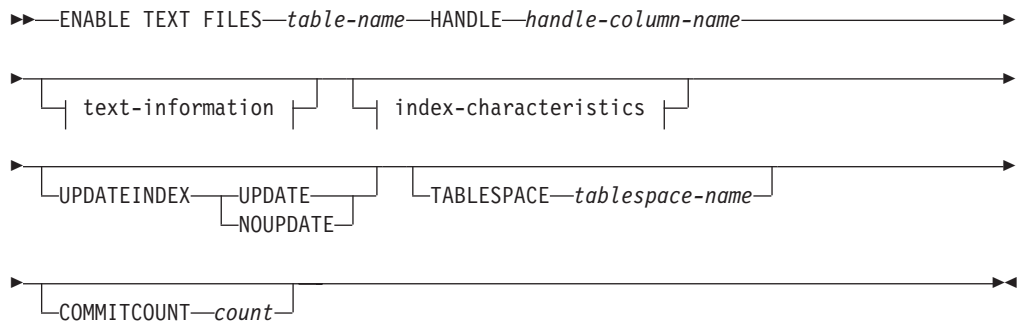 ENABLE TEXT FILES table-name HANDLE handle-column-name
text-information index-characteristics
UPDATEINDEX UPDATE TABLESPACE tablespace-name
NOUPDATE
COMMITCOUNT count